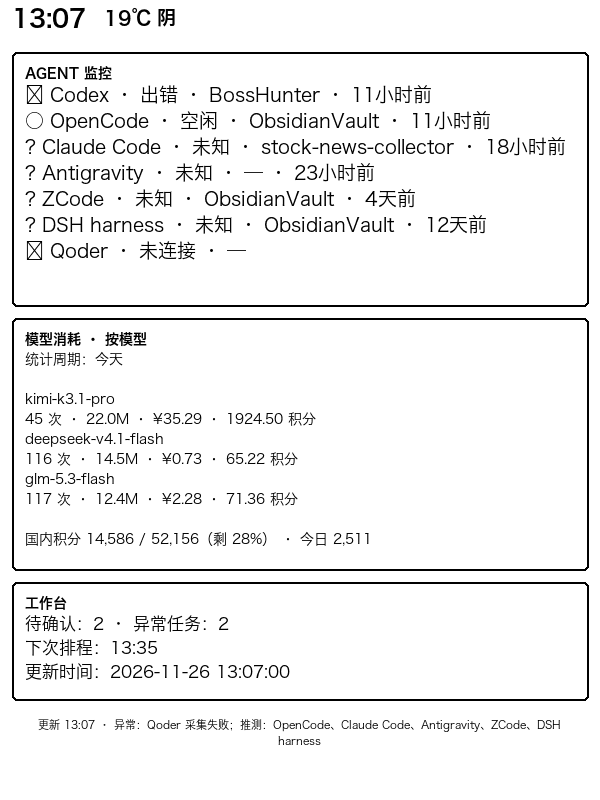 13:07 19℃ 阴
AGENT 监控
☒ Codex · 出错 · BossHunter · 11小时前
○ OpenCode · 空闲 · ObsidianVault · 11小时前
? Claude Code · 未知 · stock-news-collector · 18小时前
? Antigravity · 未知 · — · 23小时前
? ZCode · 未知 · ObsidianVault · 4天前
? DSH harness · 未知 · ObsidianVault · 12天前
☒ Qoder · 未连接 · —
模型消耗 · 按模型
统计周期：今天
kimi-k3.1-pro
45 次 · 22.0M · ¥35.29 · 1924.50 积分
deepseek-v4.1-flash
116 次 · 14.5M · ¥0.73 · 65.22 积分
glm-5.3-flash
117 次 · 12.4M · ¥2.28 · 71.36 积分
国内积分 14,586 / 52,156（剩 28%） · 今日 2,511
工作台
待确认：2 · 异常任务：2
下次排程：13:35
更新时间：2026-11-26 13:07:00
更新 13:07 · 异常：Qoder 采集失败；推测：OpenCode、Claude Code、Antigravity、ZCode、DSH
harness